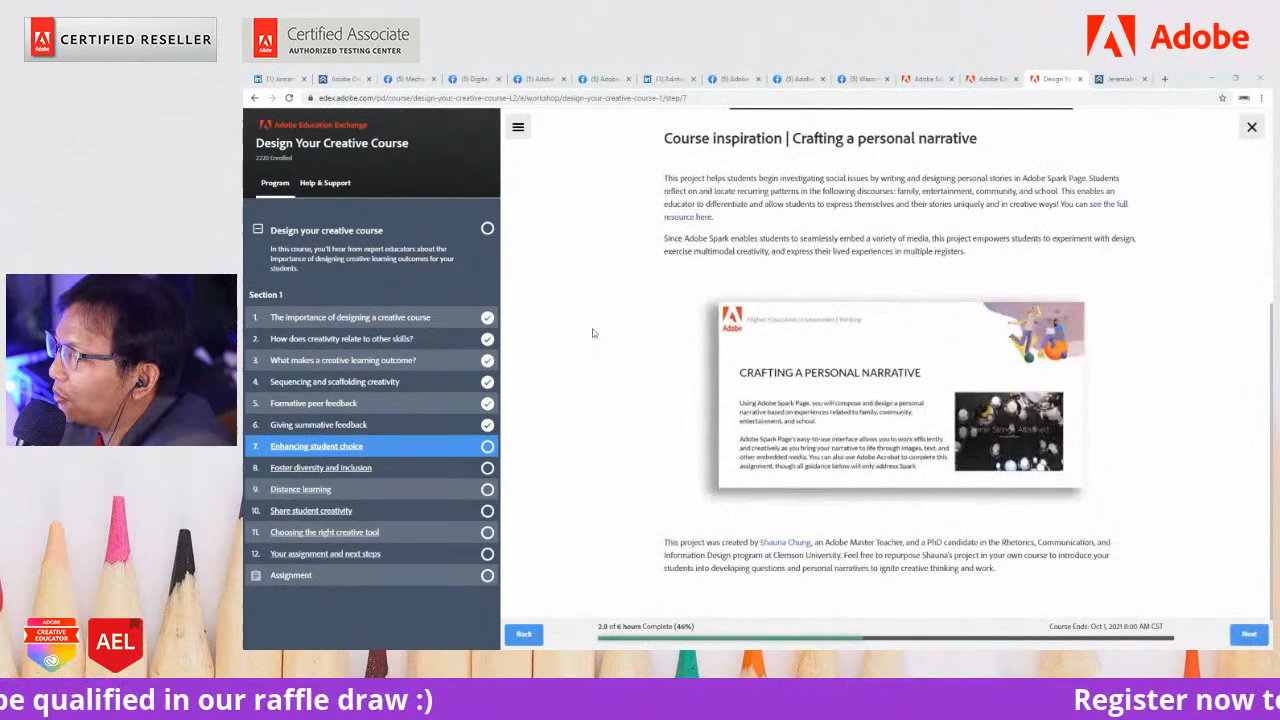 CERTIFIED RESELLER
Certified Associate
AUTHORIZED TESTING CENTER
Adobe
edex.adobe.com/pd/course/design-your-creative-course-L2/e/workshop/design-your-creative-course-1/step/7
Adobe Education Exchange
Design Your Creative Course
2220 Enrolled
Program Help & Support
Design your creative course
In this course, you'll hear from expert educators about the
importance of designing creative learning outcomes for your
students.
Section 1
1. The importance of designing a creative course
2. How does creativity relate to other skills?
3. What makes a creative learning outcome?
4. Sequencing and scaffolding creativity
5. Formative peer feedback
6. Giving summative feedback
7. Enhancing student choice
8. Foster diversity and inclusion
9. Distance learning
10. Share student creativity
11. Choosing the right creative tool
12. Your assignment and next steps
Assignment
Course inspiration | Crafting a personal narrative
This project helps students begin investigating social issues by writing and designing personal stories in Adobe Spark Page. Students
reflect on and locate recurring patterns in the following discourses: family, entertainment, community, and school. This enables an
educator to differentiate and allow students to express themselves and their stories uniquely and in creative ways! You can see the full
resource here.
Since Adobe Spark enables students to seamlessly embed a variety of media, this project empowers students to experiment with design,
exercise multimodal creativity, and express their lived experiences in multiple registers.
Adobe
CRAFTING A PERSONAL NARRATIVE
Using Adobe Spark Page, you will compose and design a personal
narrative based on experiences related to family, community,
entertainment, and school.
Adobe Spark Page's easy-to-use interface allows you to work efficiently
and creatively as you bring your narrative to life through images, text, and
other embedded media. You can also use Adobe Acrobat to complete this
assignment, though all guidance below will only address Spark
This project was created by Shauna Chung, an Adobe Master Teacher, and a PhD candidate in the Rhetorics, Communication, and
Information Design program at Clemson University. Feel free to repurpose Shauna's project in your own course to introduce your
students into developing questions and personal narratives to ignite creative thinking and work.
Back
2.8 of 6 hours Complete (46%)
Course Ends: Oct 1, 2021 8:00 AM CST
Next
ADOBE
CREATIVE
EDUCATOR
AEL
be qualified in our raffle draw :)
Register now to